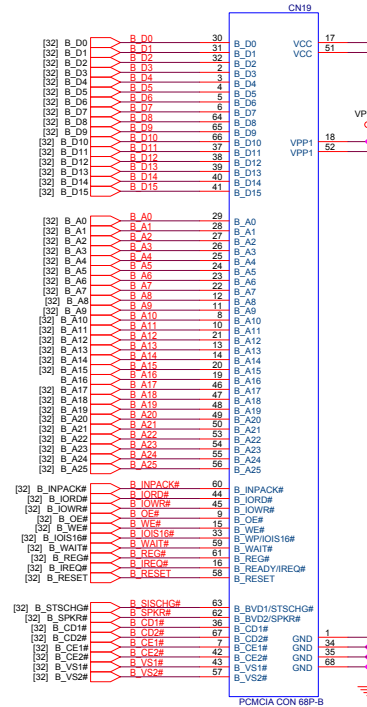 CN19
[32] B_D0 B_D0 30 B_D0 VCC 17
[32] B_D1 B_D1 31 B_D1 VCC 51
[32] B_D2 B_D2 32 B_D2
[32] B_D3 B_D3 2 B_D3
[32] B_D4 B_D4 3 B_D4
[32] B_D5 B_D5 4 B_D5
[32] B_D6 B_D6 5 B_D6
[32] B_D7 B_D7 6 B_D7
[32] B_D8 B_D8 64 B_D8
[32] B_D9 B_D9 65 B_D9 VP
[32] B_D10 B_D10 66 B_D10 VPP1 18
[32] B_D11 B_D11 37 B_D11 VPP1 52
[32] B_D12 B_D12 38 B_D12
[32] B_D13 B_D13 39 B_D13
[32] B_D14 B_D14 40 B_D14
[32] B_D15 B_D15 41 B_D15
[32] B_A0 B_A0 29 B_A0
[32] B_A1 B_A1 28 B_A1
[32] B_A2 B_A2 27 B_A2
[32] B_A3 B_A3 26 B_A3
[32] B_A4 B_A4 25 B_A4
[32] B_A5 B_A5 24 B_A5
[32] B_A6 B_A6 23 B_A6
[32] B_A7 B_A7 22 B_A7
[32] B_A8 B_A8 12 B_A8
[32] B_A9 B_A9 11 B_A9
[32] B_A10 B_A10 8 B_A10
[32] B_A11 B_A11 10 B_A11
[32] B_A12 B_A12 21 B_A12
[32] B_A13 B_A13 13 B_A13
[32] B_A14 B_A14 14 B_A14
[32] B_A15 B_A15 20 B_A15
B_A16 B_A16 19 B_A16
[32] B_A17 B_A17 46 B_A17
[32] B_A18 B_A18 47 B_A18
[32] B_A19 B_A19 48 B_A19
[32] B_A20 B_A20 49 B_A20
[32] B_A21 B_A21 50 B_A21
[32] B_A22 B_A22 53 B_A22
[32] B_A23 B_A23 54 B_A23
[32] B_A24 B_A24 55 B_A24
[32] B_A25 B_A25 56 B_A25
[32] B_INPACK# B_INPACK# 60 B_INPACK#
[32] B_IORD# B_IORD# 44 B_IORD#
[32] B_IOWR# B_IOWR# 45 B_IOWR#
[32] B_OE# B_OE# 9 B_OE#
[32] B_WE# B_WE# 15 B_WE#
[32] B_IOIS16# B_IOIS16# 33 B_WP/IOIS16#
[32] B_WAIT# B_WAIT# 59 B_WAIT#
[32] B_REG# B_REG# 61 B_REG#
[32] B_IREQ# B_IREQ# 16 B_READY/IREQ#
[32] B_RESET B_RESET 58 B_RESET
[32] B_STSCHG# B_SISCHG# 63 B_BVD1/STSCHG#
[32] B_SPKR# B_SPKR# 62 B_BVD2/SPKR#
[32] B_CD1# B_CD1# 36 B_CD1#
[32] B_CD2# B_CD2# 67 B_CD2# GND 1
[32] B_CE1# B_CE1# 7 B_CE1# GND 34
[32] B_CE2# B_CE2# 42 B_CE2# GND 35
[32] B_VS1# B_VS1# 43 B_VS1# GND 68
[32] B_VS2# B_VS2# 57 B_VS2#
PCMCIA CON 68P-B